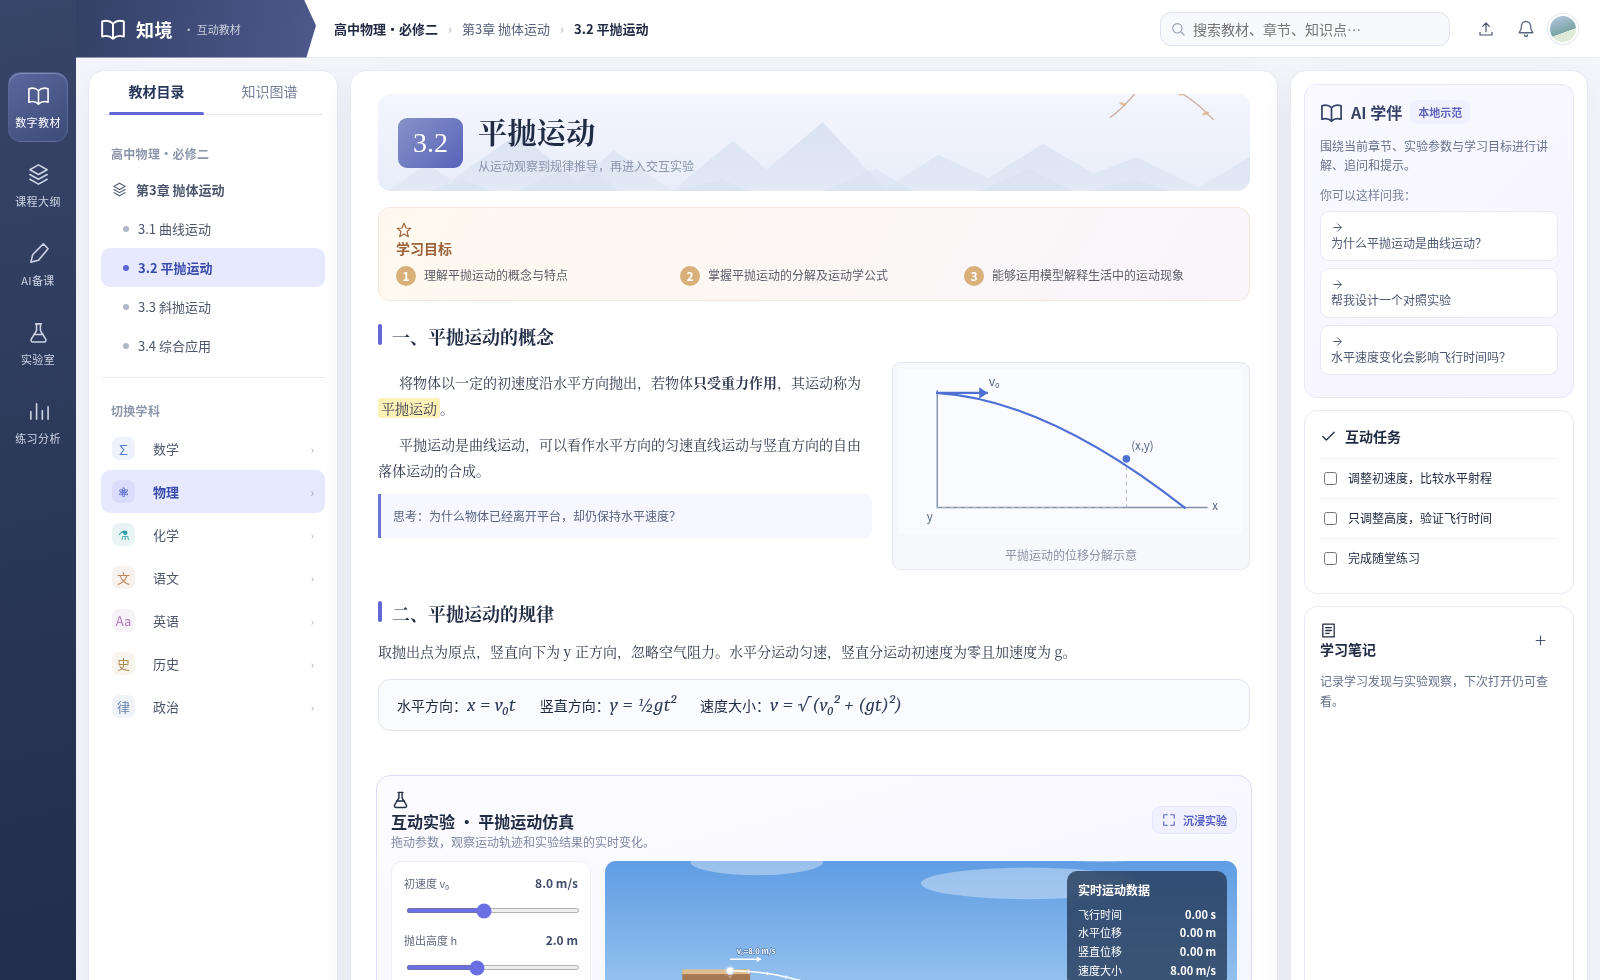 知境
· 互动教材
高中物理 · 必修二 › 第3章 抛体运动 › 3.2 平抛运动
搜索教材、章节、知识点…
数字教材
课程大纲
AI备课
实验室
练习分析
教材目录
知识图谱
高中物理 · 必修二
第3章 抛体运动
3.1 曲线运动
3.2 平抛运动
3.3 斜抛运动
3.4 综合应用
切换学科
Σ 数学 ›
⚛ 物理 ›
⚗ 化学 ›
文 语文 ›
Aa 英语 ›
史 历史 ›
律 政治 ›
3.2
平抛运动
从运动观察到规律推导，再进入交互实验
学习目标
1 理解平抛运动的概念与特点
2 掌握平抛运动的分解及运动学公式
3 能够运用模型解释生活中的运动现象
一、平抛运动的概念
将物体以一定的初速度沿水平方向抛出，若物体只受重力作用，其运动称为
平抛运动。
平抛运动是曲线运动，可以看作水平方向的匀速直线运动与竖直方向的自由
落体运动的合成。
思考：为什么物体已经离开平台，却仍保持水平速度？
v₀
(x,y)
x
y
平抛运动的位移分解示意
二、平抛运动的规律
取抛出点为原点，竖直向下为 y 正方向，忽略空气阻力。水平分运动匀速，竖直分运动初速度为零且加速度为 g。
水平方向：x = v₀t 竖直方向：y = ½gt² 速度大小：v = √(v₀² + (gt)²)
互动实验 · 平抛运动仿真
拖动参数，观察运动轨迹和实验结果的实时变化。
沉浸实验
初速度 v₀ 8.0 m/s
抛出高度 h 2.0 m
v₀=8.0 m/s
实时运动数据
飞行时间 0.00 s
水平位移 0.00 m
竖直位移 0.00 m
速度大小 8.00 m/s
AI 学伴
本地示范
围绕当前章节、实验参数与学习目标进行讲
解、追问和提示。
你可以这样问我：
→
为什么平抛运动是曲线运动？
→
帮我设计一个对照实验
→
水平速度变化会影响飞行时间吗？
互动任务
调整初速度，比较水平射程
只调整高度，验证飞行时间
完成随堂练习
学习笔记
+
记录学习发现与实验观察，下次打开仍可查
看。